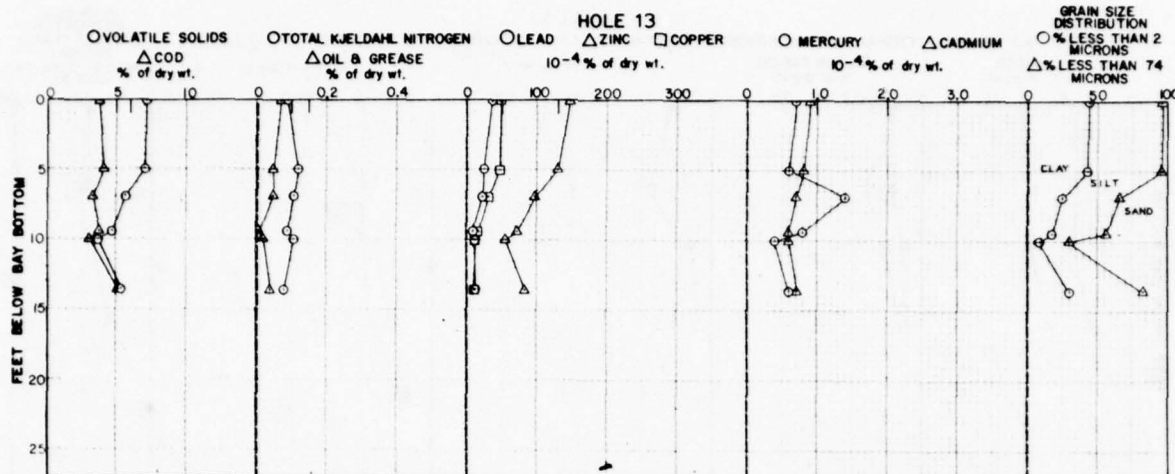 HOLE 13
○ VOLATILE SOLIDS
△ COD
% of dry wt.
○ TOTAL KJELDAHL NITROGEN
△ OIL & GREASE
% of dry wt.
○ LEAD △ ZINC □ COPPER
10⁻⁴ % of dry wt.
○ MERCURY △ CADMIUM
10⁻⁴ % of dry wt.
GRAIN SIZE
DISTRIBUTION
○ % LESS THAN 2
MICRONS
△ % LESS THAN 74
MICRONS
0 5 10
0 .2 .4
0 100 200 300
0 1.0 2.0 3.0
0 50 100
FEET BELOW BAY BOTTOM
0
5
10
15
20
25
CLAY
SILT
SAND